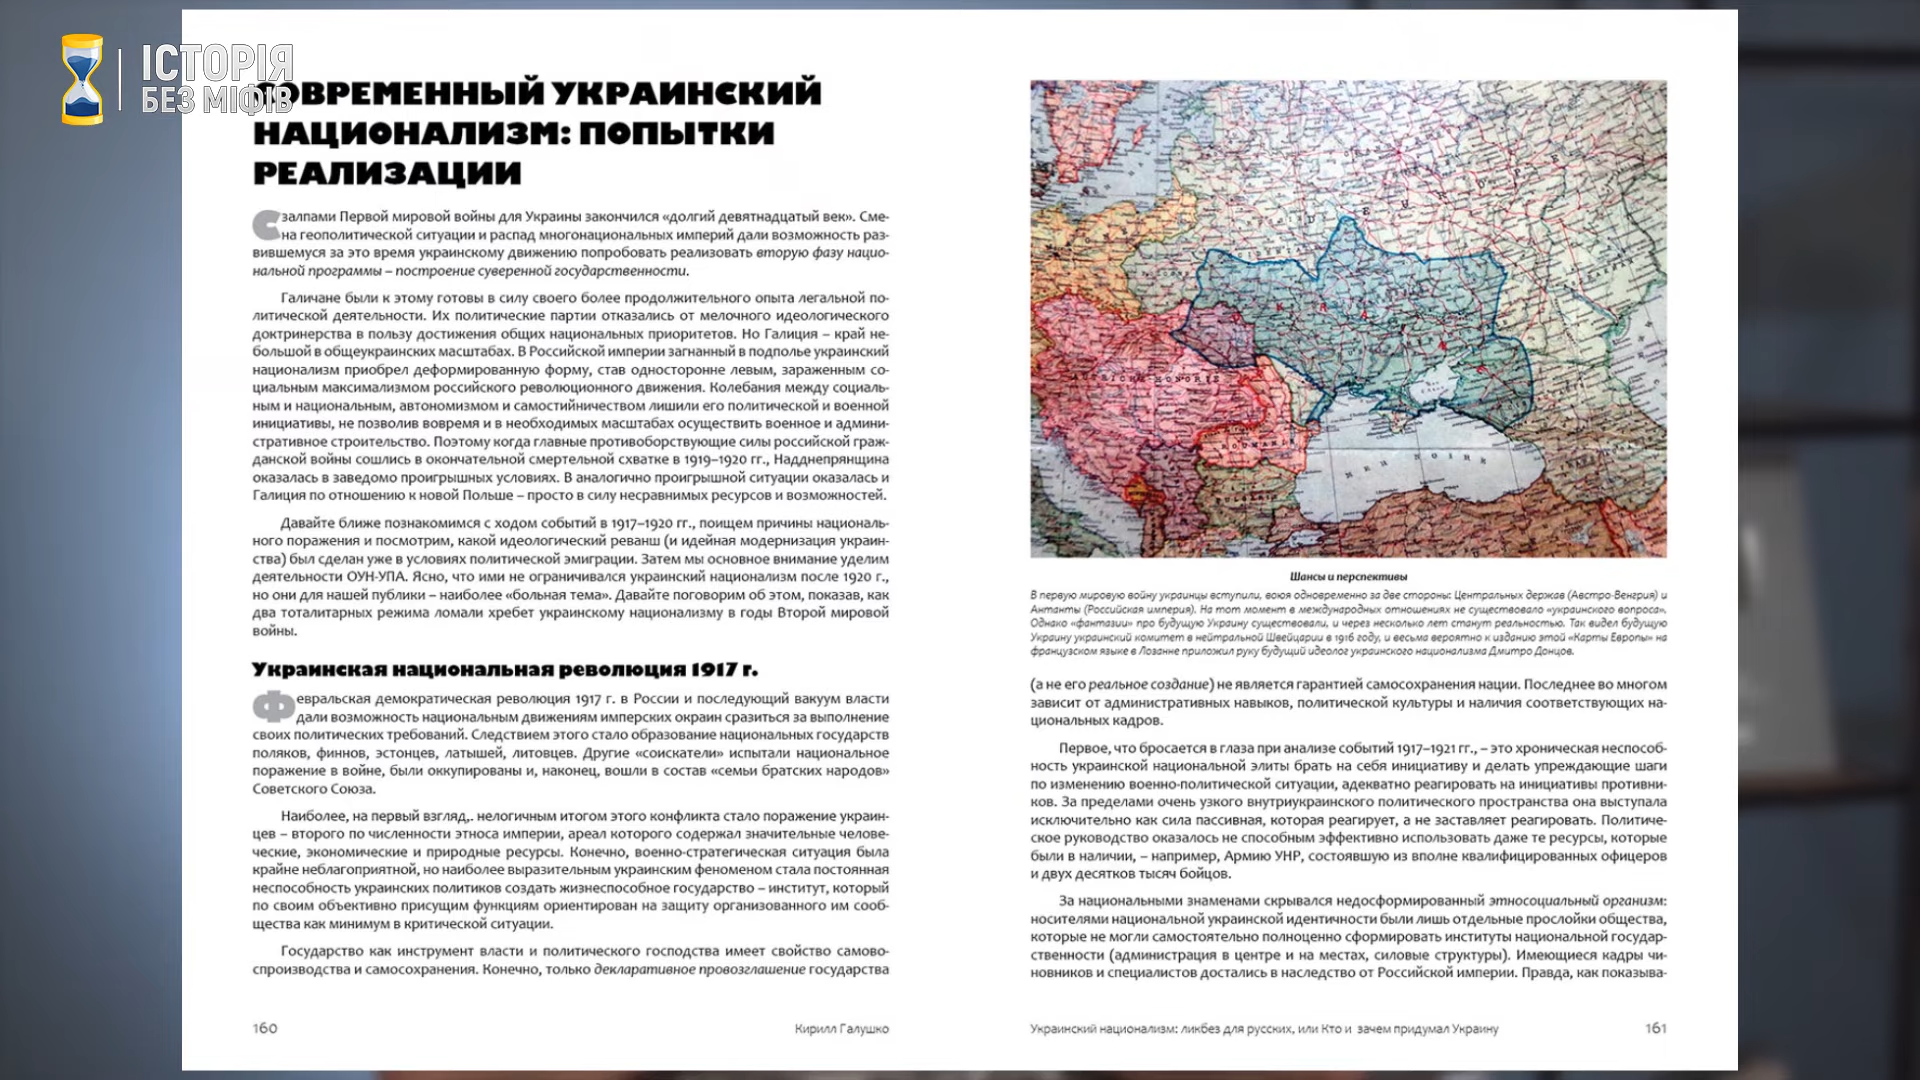 ІСТОРІЯ
БЕЗ МІФІВ
СОВРЕМЕННЫЙ УКРАИНСКИЙ
НАЦИОНАЛИЗМ: ПОПЫТКИ
РЕАЛИЗАЦИИ
С залпами Первой мировой войны для Украины закончился «долгий девятнадцатый век». Сме-
на геополитической ситуации и распад многонациональных империй дали возможность раз-
вившемуся за это время украинскому движению попробовать реализовать вторую фазу нацио-
нальной программы – построение суверенной государственности.
Галичане были к этому готовы в силу своего более продолжительного опыта легальной по-
литической деятельности. Их политические партии отказались от мелочного идеологического
доктринерства в пользу достижения общих национальных приоритетов. Но Галиция – край не-
большой в общеукраинских масштабах. В Российской империи загнанный в подполье украинский
национализм приобрел деформированную форму, став односторонне левым, зараженным со-
циальным максимализмом российского революционного движения. Колебания между социаль-
ным и национальным, автономизмом и самостийничеством лишили его политической и военной
инициативы, не позволив вовремя и в необходимых масштабах осуществить военное и админи-
стративное строительство. Поэтому когда главные противоборствующие силы российской граж-
данской войны сошлись в окончательной смертельной схватке в 1919–1920 гг., Надднепрянщина
оказалась в заведомо проигрышных условиях. В аналогично проигрышной ситуации оказалась и
Галиция по отношению к новой Польше – просто в силу несравнимых ресурсов и возможностей.
Давайте ближе познакомимся с ходом событий в 1917–1920 гг., поищем причины националь-
ного поражения и посмотрим, какой идеологический реванш (и идейная модернизация украин-
ства) был сделан уже в условиях политической эмиграции. Затем мы основное внимание уделим
деятельности ОУН-УПА. Ясно, что ими не ограничивался украинский национализм после 1920 г.,
но они для нашей публики – наиболее «больная тема». Давайте поговорим об этом, показав, как
два тоталитарных режима ломали хребет украинскому национализму в годы Второй мировой
войны.
Украинская национальная революция 1917 г.
Февральская демократическая революция 1917 г. в России и последующий вакуум власти
дали возможность национальным движениям имперских окраин сразиться за выполнение
своих политических требований. Следствием этого стало образование национальных государств
поляков, финнов, эстонцев, латышей, литовцев. Другие «соискатели» испытали национальное
поражение в войне, были оккупированы и, наконец, вошли в состав «семьи братских народов»
Советского Союза.
Наиболее, на первый взгляд,. нелогичным итогом этого конфликта стало поражение украин-
цев – второго по численности этноса империи, ареал которого содержал значительные челове-
ческие, экономические и природные ресурсы. Конечно, военно-стратегическая ситуация была
крайне неблагоприятной, но наиболее выразительным украинским феноменом стала постоянная
неспособность украинских политиков создать жизнеспособное государство – институт, который
по своим объективно присущим функциям ориентирован на защиту организованного им сооб-
щества как минимум в критической ситуации.
Государство как инструмент власти и политического господства имеет свойство самово-
спроизводства и самосохранения. Конечно, только декларативное провозглашение государства
160
Кирилл Галушко
MER NOIRE
Шансы и перспективы
В первую мировую войну украинцы вступили, воюя одновременно за две стороны: Центральных держав (Австро-Венгрия) и
Антанты (Российская империя). На тот момент в международных отношениях не существовало «украинского вопроса».
Однако «фантазии» про будущую Украину существовали, и через несколько лет станут реальностью. Так видел будущую
Украину украинский комитет в нейтральной Швейцарии в 1916 году, и весьма вероятно к изданию этой «Карты Европы» на
французском языке в Лозанне приложил руку будущий идеолог украинского национализма Дмитро Донцов.
(а не его реальное создание) не является гарантией самосохранения нации. Последнее во многом
зависит от административных навыков, политической культуры и наличия соответствующих на-
циональных кадров.
Первое, что бросается в глаза при анализе событий 1917–1921 гг., – это хроническая неспособ-
ность украинской национальной элиты брать на себя инициативу и делать упреждающие шаги
по изменению военно-политической ситуации, адекватно реагировать на инициативы противни-
ков. За пределами очень узкого внутриукраинского политического пространства она выступала
исключительно как сила пассивная, которая реагирует, а не заставляет реагировать. Политиче-
ское руководство оказалось не способным эффективно использовать даже те ресурсы, которые
были в наличии, – например, Армию УНР, состоявшую из вполне квалифицированных офицеров
и двух десятков тысяч бойцов.
За национальными знаменами скрывался недосформированный этносоциальный организм:
носителями национальной украинской идентичности были лишь отдельные прослойки общества,
которые не могли самостоятельно полноценно сформировать институты национальной государ-
ственности (администрация в центре и на местах, силовые структуры). Имеющиеся кадры чи-
новников и специалистов достались в наследство от Российской империи. Правда, как показыва-
Украинский национализм: ликбез для русских, или Кто и зачем придумал Украину
161